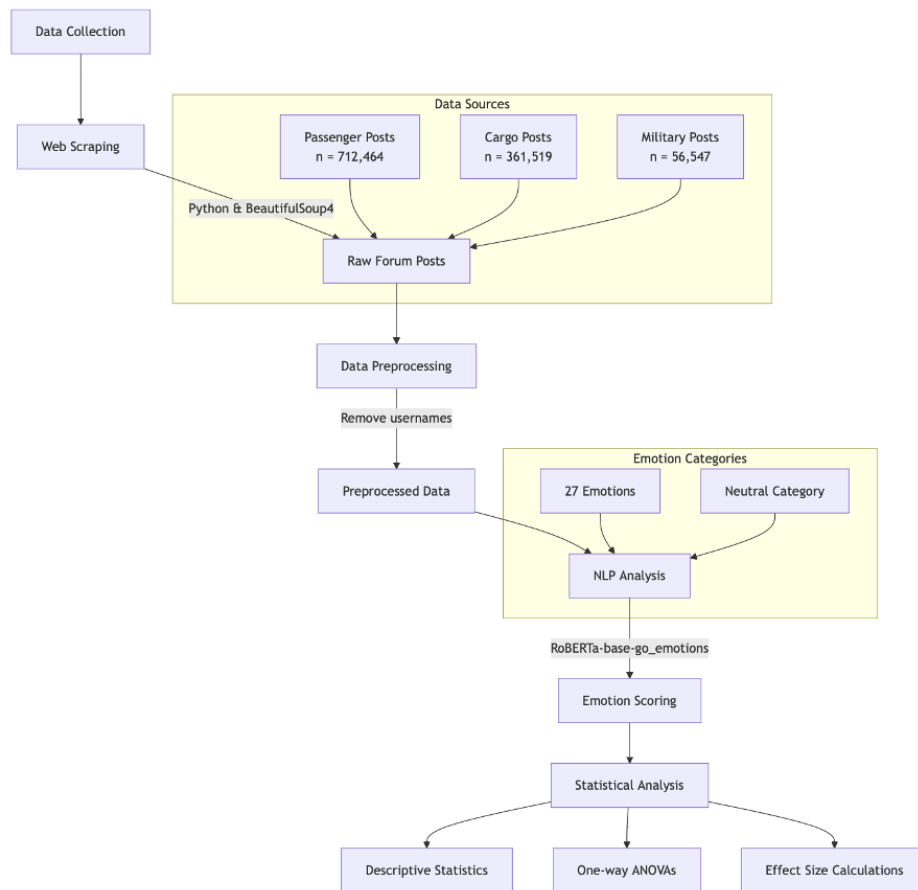 Data Collection
Data Sources
Passenger Posts
n = 712,464
Cargo Posts
n = 361,519
Military Posts
n = 56,547
Web Scraping
Python & BeautifulSoup4
Raw Forum Posts
Data Preprocessing
Remove usernames
Emotion Categories
Preprocessed Data
27 Emotions
Neutral Category
NLP Analysis
RoBERTa-base-go_emotions
Emotion Scoring
Statistical Analysis
Descriptive Statistics
One-way ANOVAs
Effect Size Calculations